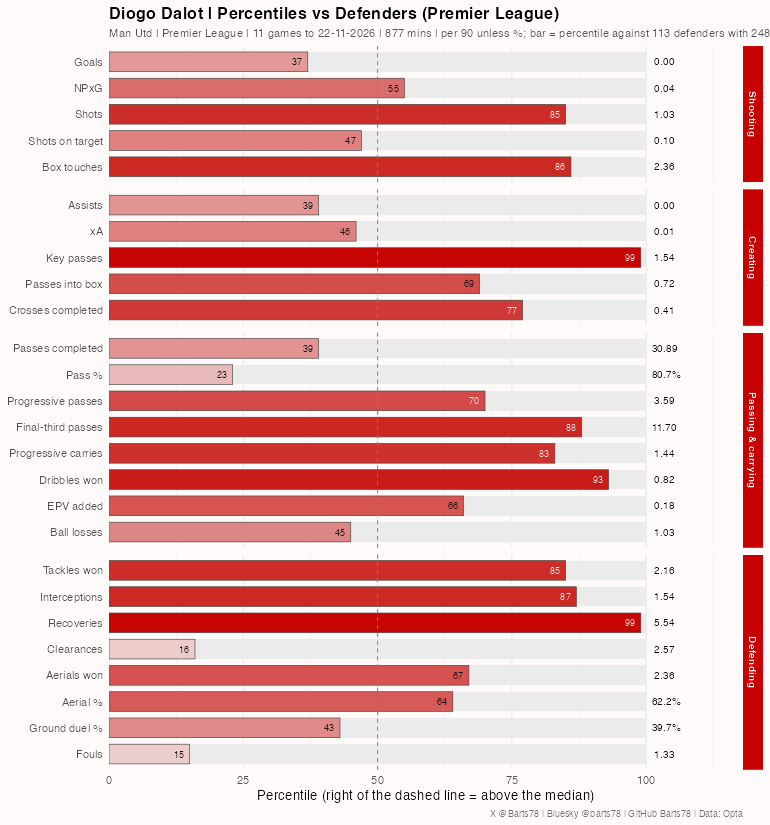 Diogo Dalot | Percentiles vs Defenders (Premier League)
Man Utd | Premier League | 11 games to 22-11-2026 | 877 mins | per 90 unless %; bar = percentile against 113 defenders with 248
Shooting
Goals 37 0.00
NPxG 55 0.04
Shots 85 1.03
Shots on target 47 0.10
Box touches 86 2.36
Creating
Assists 39 0.00
xA 46 0.01
Key passes 99 1.54
Passes into box 69 0.72
Crosses completed 77 0.41
Passing & carrying
Passes completed 39 30.89
Pass % 23 80.7%
Progressive passes 70 3.59
Final-third passes 88 11.70
Progressive carries 83 1.44
Dribbles won 93 0.82
EPV added 66 0.18
Ball losses 45 1.03
Defending
Tackles won 85 2.16
Interceptions 87 1.54
Recoveries 99 5.54
Clearances 16 2.57
Aerials won 67 2.36
Aerial % 64 62.2%
Ground duel % 43 39.7%
Fouls 15 1.33
0 25 50 75 100
Percentile (right of the dashed line = above the median)
X @Barts78 | Bluesky @barts78 | GitHub Barts78 | Data: Opta